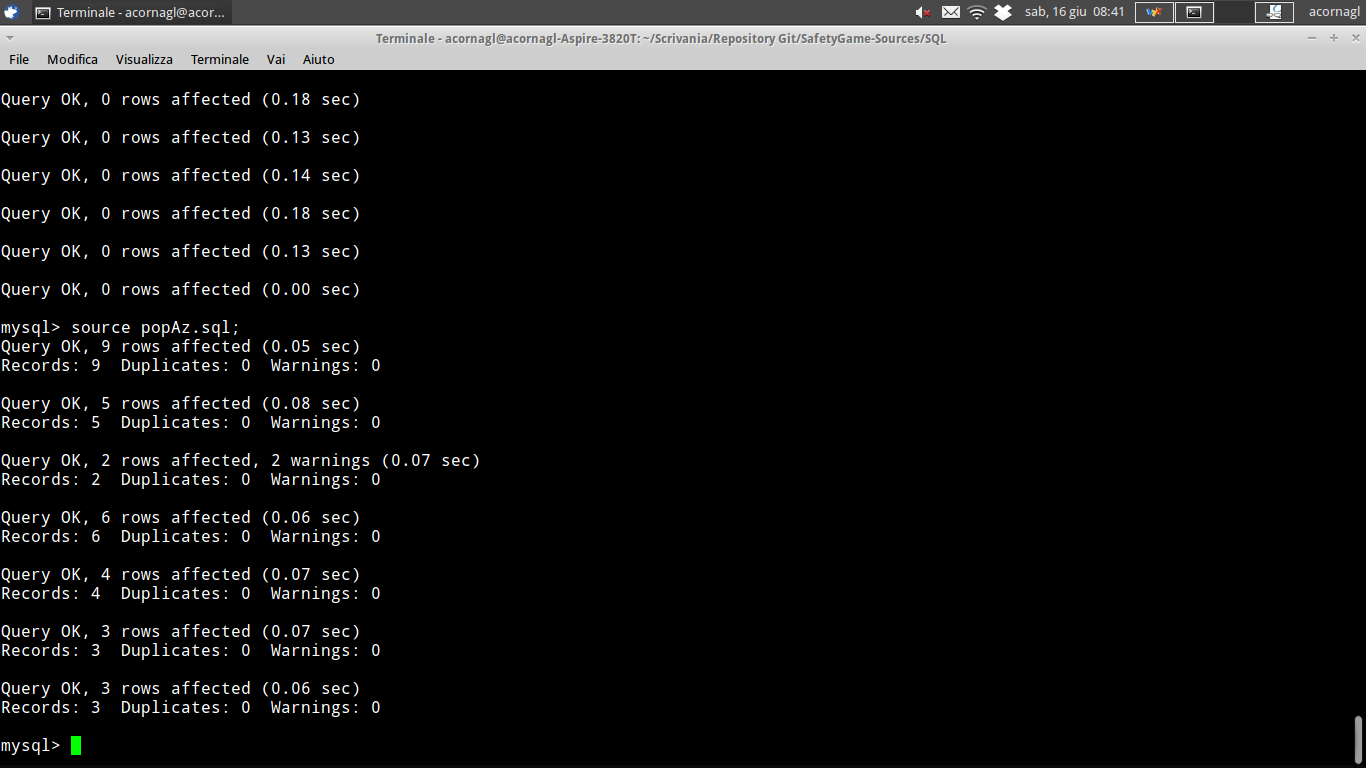 Terminale - acornagl@acor...
sab, 16 giu 08:41
acornagl
Terminale - acornagl@acornagl-Aspire-3820T: ~/Scrivania/Repository Git/SafetyGame-Sources/SQL
File Modifica Visualizza Terminale Vai Aiuto
Query OK, 0 rows affected (0.18 sec)
Query OK, 0 rows affected (0.13 sec)
Query OK, 0 rows affected (0.14 sec)
Query OK, 0 rows affected (0.18 sec)
Query OK, 0 rows affected (0.13 sec)
Query OK, 0 rows affected (0.00 sec)
mysql> source popAz.sql;
Query OK, 9 rows affected (0.05 sec)
Records: 9  Duplicates: 0  Warnings: 0
Query OK, 5 rows affected (0.08 sec)
Records: 5  Duplicates: 0  Warnings: 0
Query OK, 2 rows affected, 2 warnings (0.07 sec)
Records: 2  Duplicates: 0  Warnings: 0
Query OK, 6 rows affected (0.06 sec)
Records: 6  Duplicates: 0  Warnings: 0
Query OK, 4 rows affected (0.07 sec)
Records: 4  Duplicates: 0  Warnings: 0
Query OK, 3 rows affected (0.07 sec)
Records: 3  Duplicates: 0  Warnings: 0
Query OK, 3 rows affected (0.06 sec)
Records: 3  Duplicates: 0  Warnings: 0
mysql>